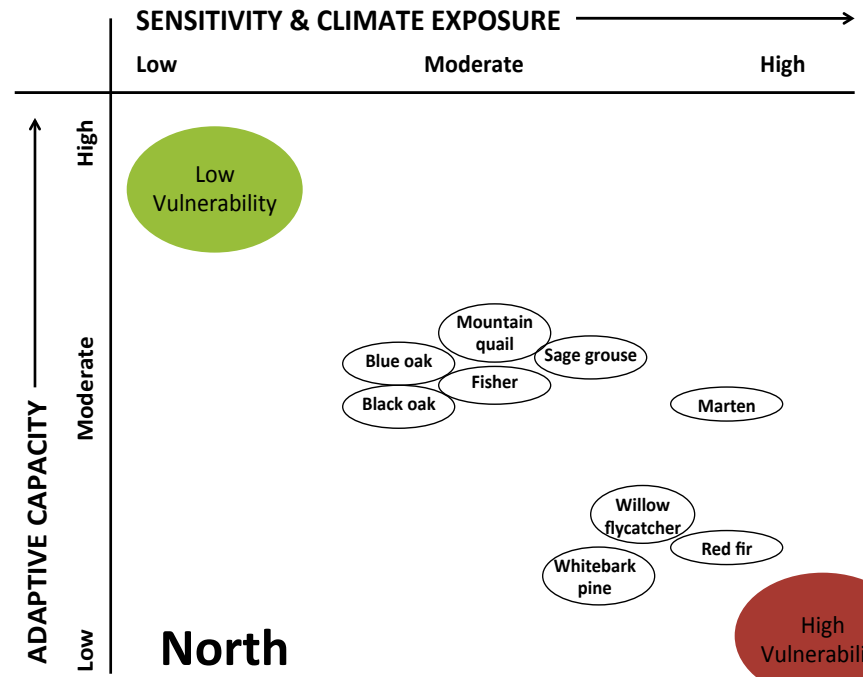 SENSITIVITY & CLIMATE EXPOSURE
Low Moderate High
ADAPTIVE CAPACITY
High
Moderate
Low
Low
Vulnerability
Mountain
quail
Blue oak
Sage grouse
Fisher
Black oak
Marten
Willow
flycatcher
Red fir
Whitebark
pine
North
High
Vulnerabili